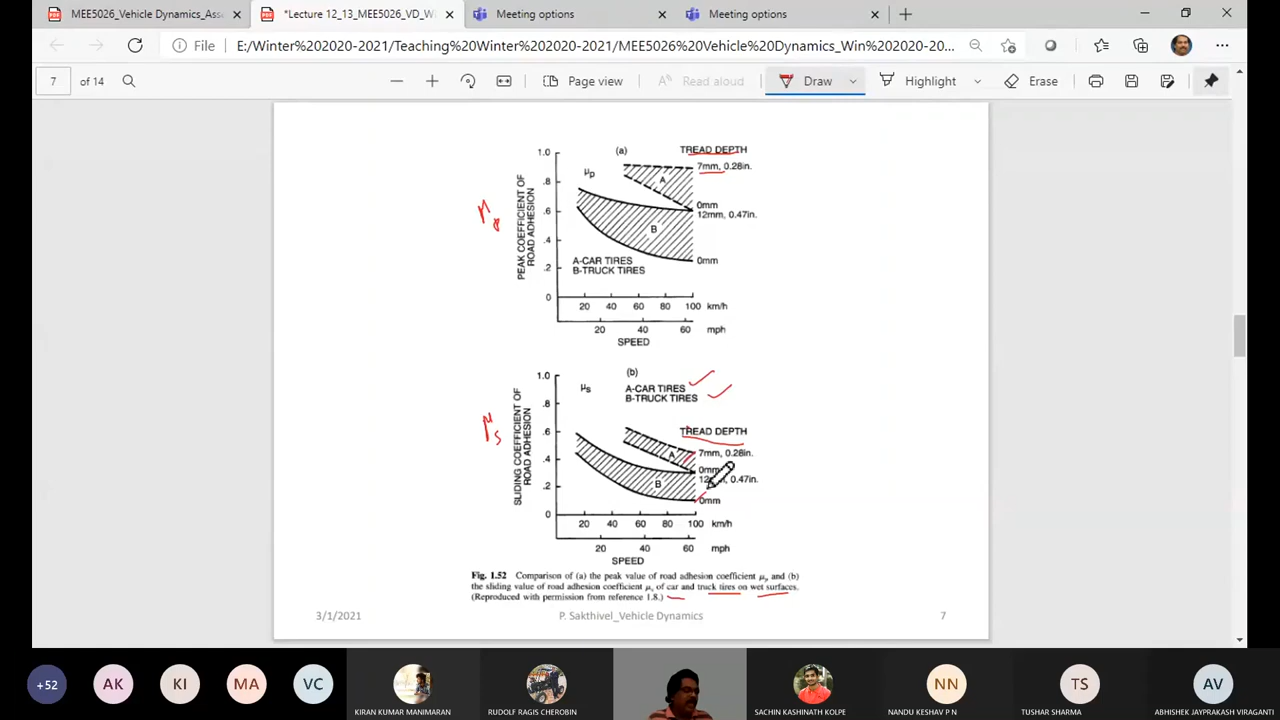 MEE5026_Vehicle Dynamics_Ass
*Lecture 12_13_MEE5026_VD_W
Meeting options
Meeting options
File
E:/Winter%202020-2021/Teaching%20Winter%202020-2021/MEE5026%20Vehicle%20Dynamics_Win%202020-20...
7
of 14
Page view
Read aloud
Draw
Highlight
Erase
(a)
TREAD DEPTH
1.0
7mm, 0.28in.
μp
A
.8
0mm
.6
12mm, 0.47in.
B
.4
A-CAR TIRES
0mm
B-TRUCK TIRES
.2
0
PEAK COEFFICIENT OF
ROAD ADHESION
μp
20 40 60 80 100 km/h
20 40 60 mph
SPEED
(b)
1.0
μs
A-CAR TIRES
B-TRUCK TIRES
.8
TREAD DEPTH
.6
A
7mm, 0.28in.
.4
0mm
0.47in.
B
.2
0mm
0
SLIDING COEFFICIENT OF
ROAD ADHESION
μs
20 40 60 80 100 km/h
20 40 60 mph
SPEED
Fig. 1.52 Comparison of (a) the peak value of road adhesion coefficient μp and (b)
the sliding value of road adhesion coefficient μs of car and truck tires on wet surfaces.
(Reproduced with permission from reference 1.8.)
3/1/2021
P. Sakthivel_Vehicle Dynamics
7
+52
AK
KI
MA
VC
KIRAN KUMAR MANIMARAN
RUDOLF RAGIS CHEROBIN
SACHIN KASHINATH KOLPE
NN
NANDU KESHAV P N
TS
TUSHAR SHARMA
AV
ABHISHEK JAYPRAKASH VIRAGANTI